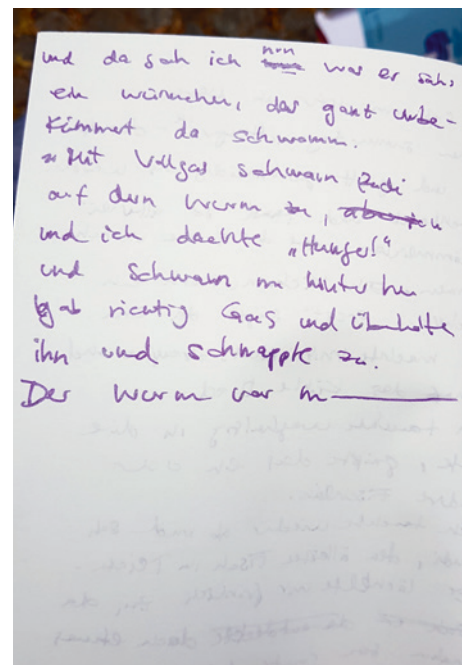 und da sah ich nun was er sah,
ein würmchen, das ganz unbe-
kümmert da schwamm.
Mit Vollgas schwamm
auf den Wurm zu,
und ich dachte „Hunger!“
und schwamm hinterher
gab richtig Gas und überholte
ihn und schnappte zu.
Der Wurm war